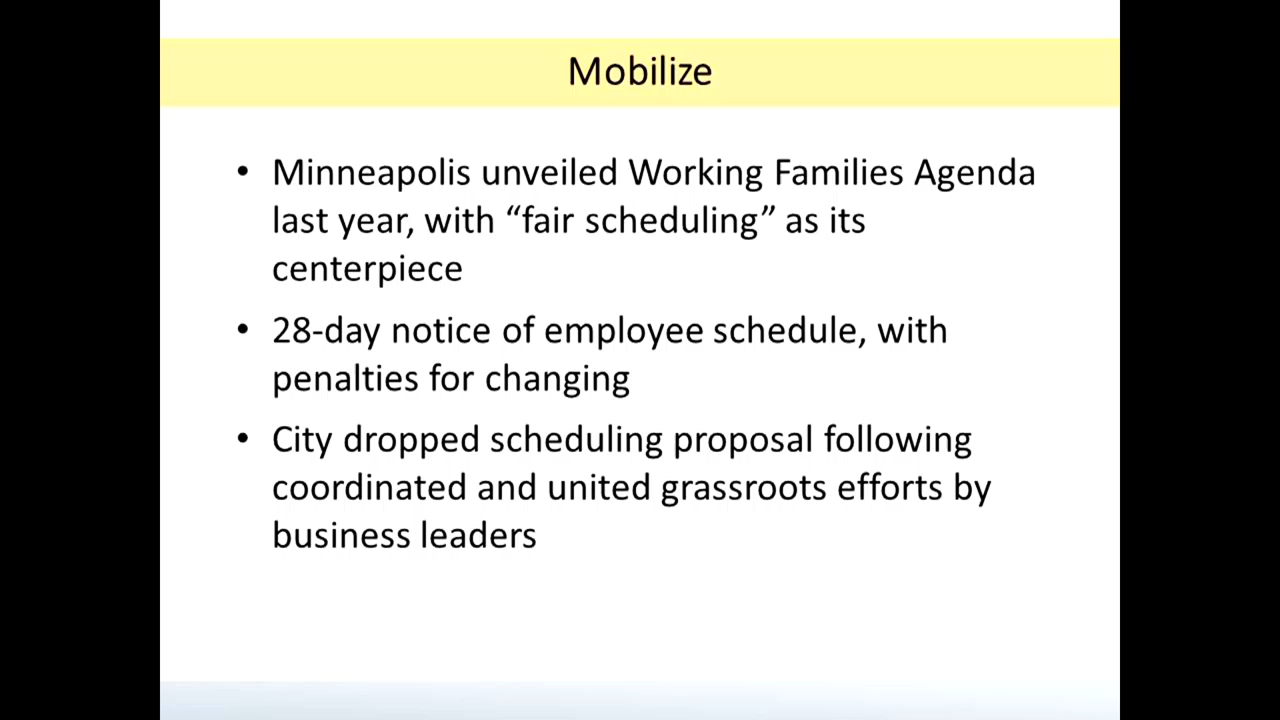 Mobilize
• Minneapolis unveiled Working Families Agenda
last year, with “fair scheduling” as its
centerpiece
• 28-day notice of employee schedule, with
penalties for changing
• City dropped scheduling proposal following
coordinated and united grassroots efforts by
business leaders